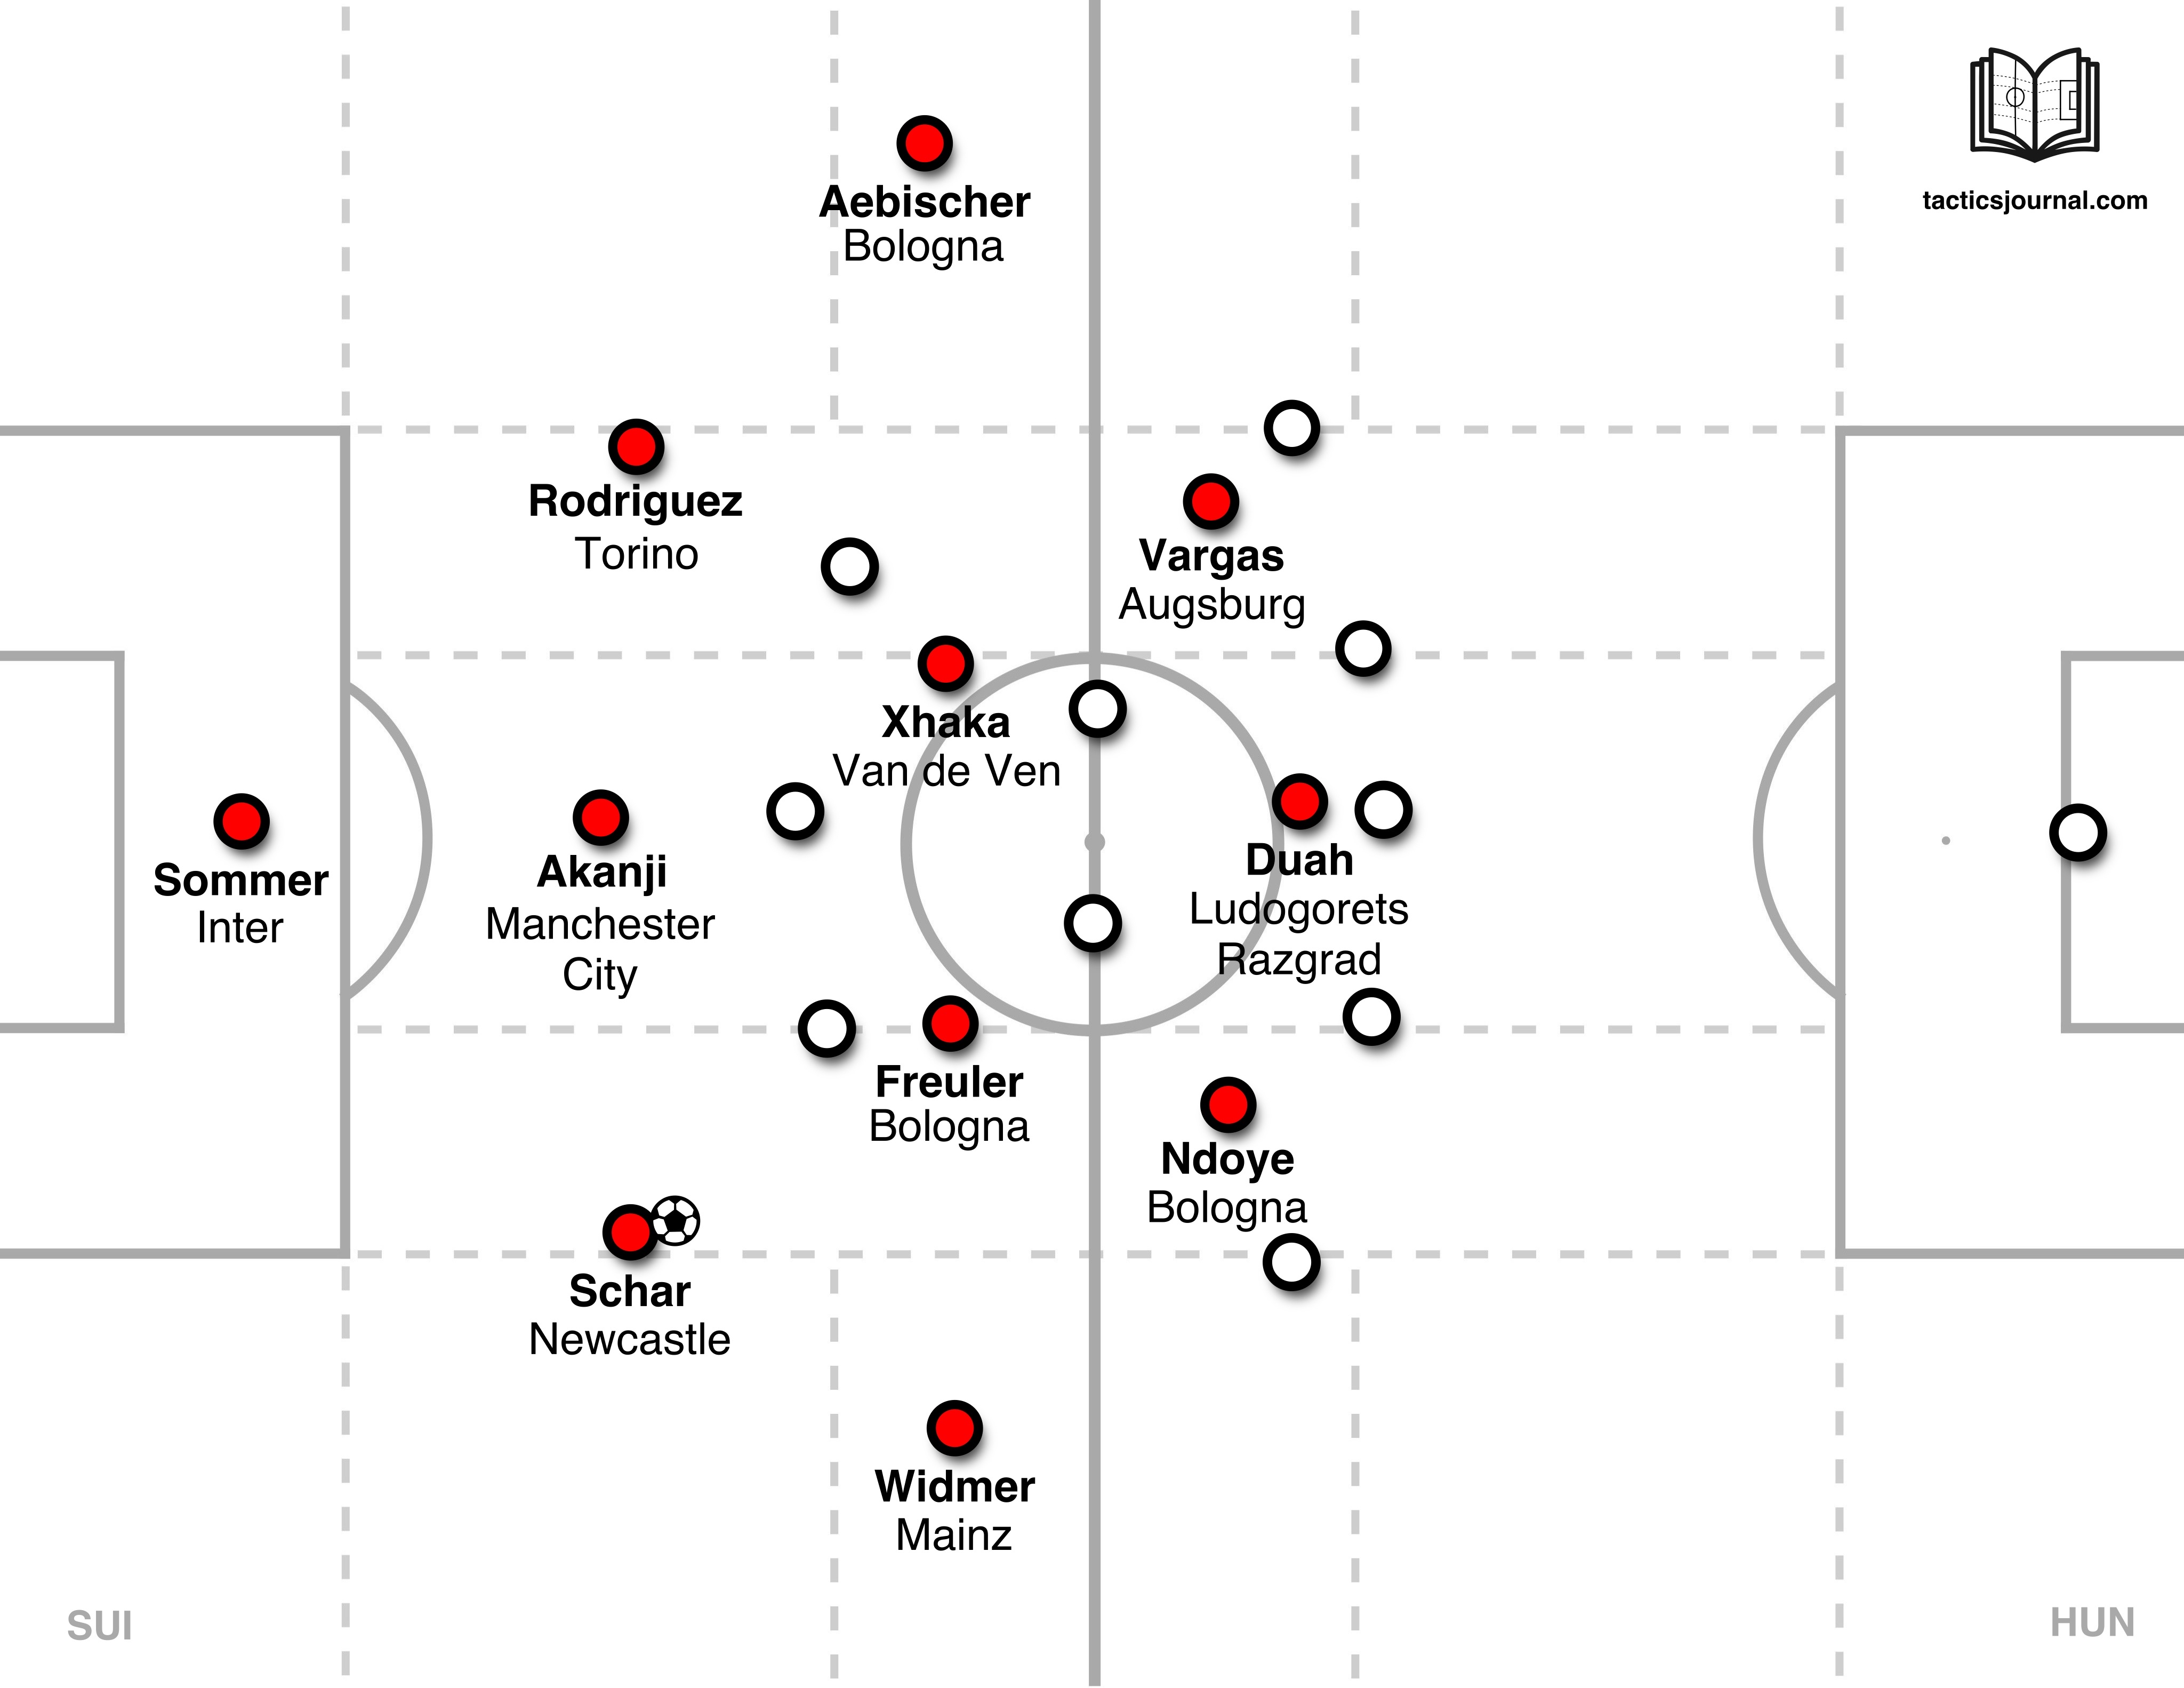 tacticsjournal.com
Aebischer
Bologna
Rodriguez
Torino
Vargas
Augsburg
Xhaka
Van de Ven
Sommer
Inter
Akanji
Manchester
City
Duah
Ludogorets
Razgrad
Freuler
Bologna
Ndoye
Bologna
Schar
Newcastle
Widmer
Mainz
SUI
HUN